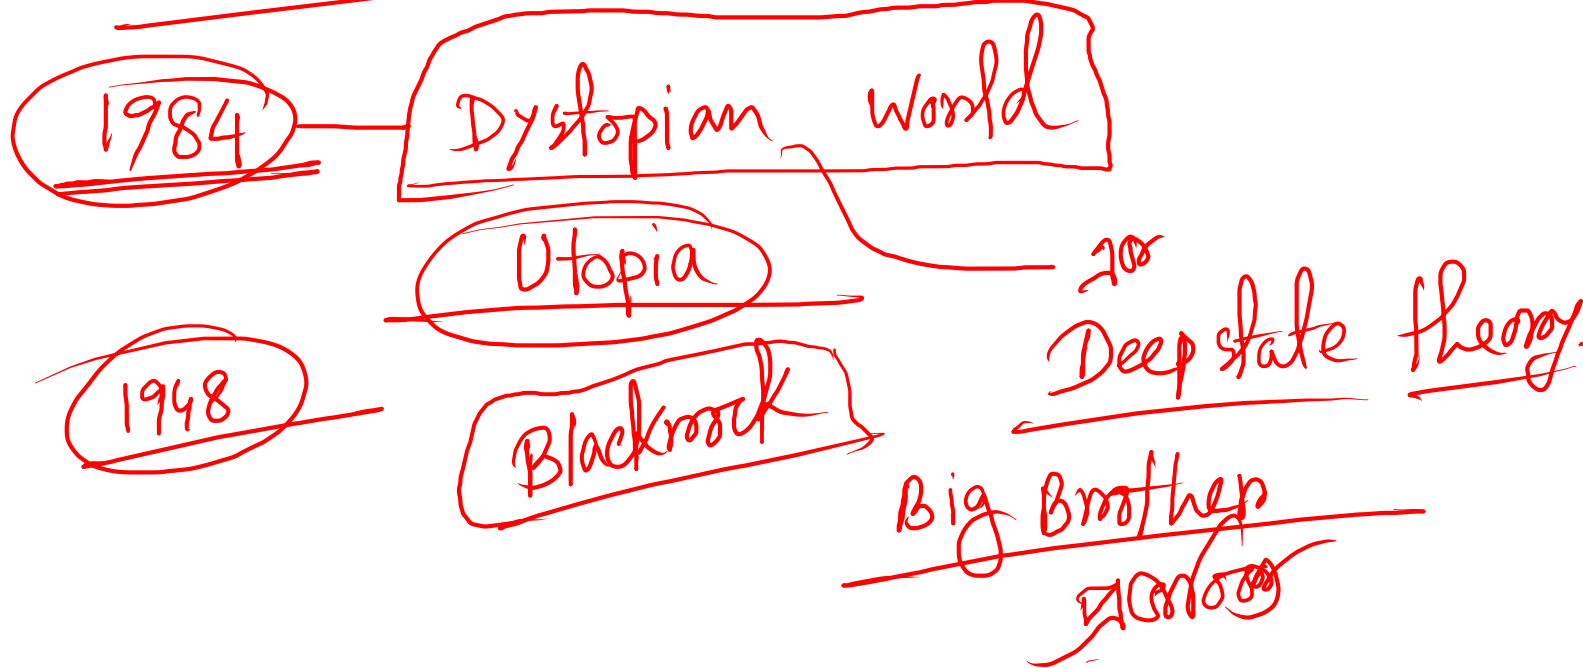 1984 Dystopian World
Utopia
Deep state theory.
1948
Blackrock
Big Brother